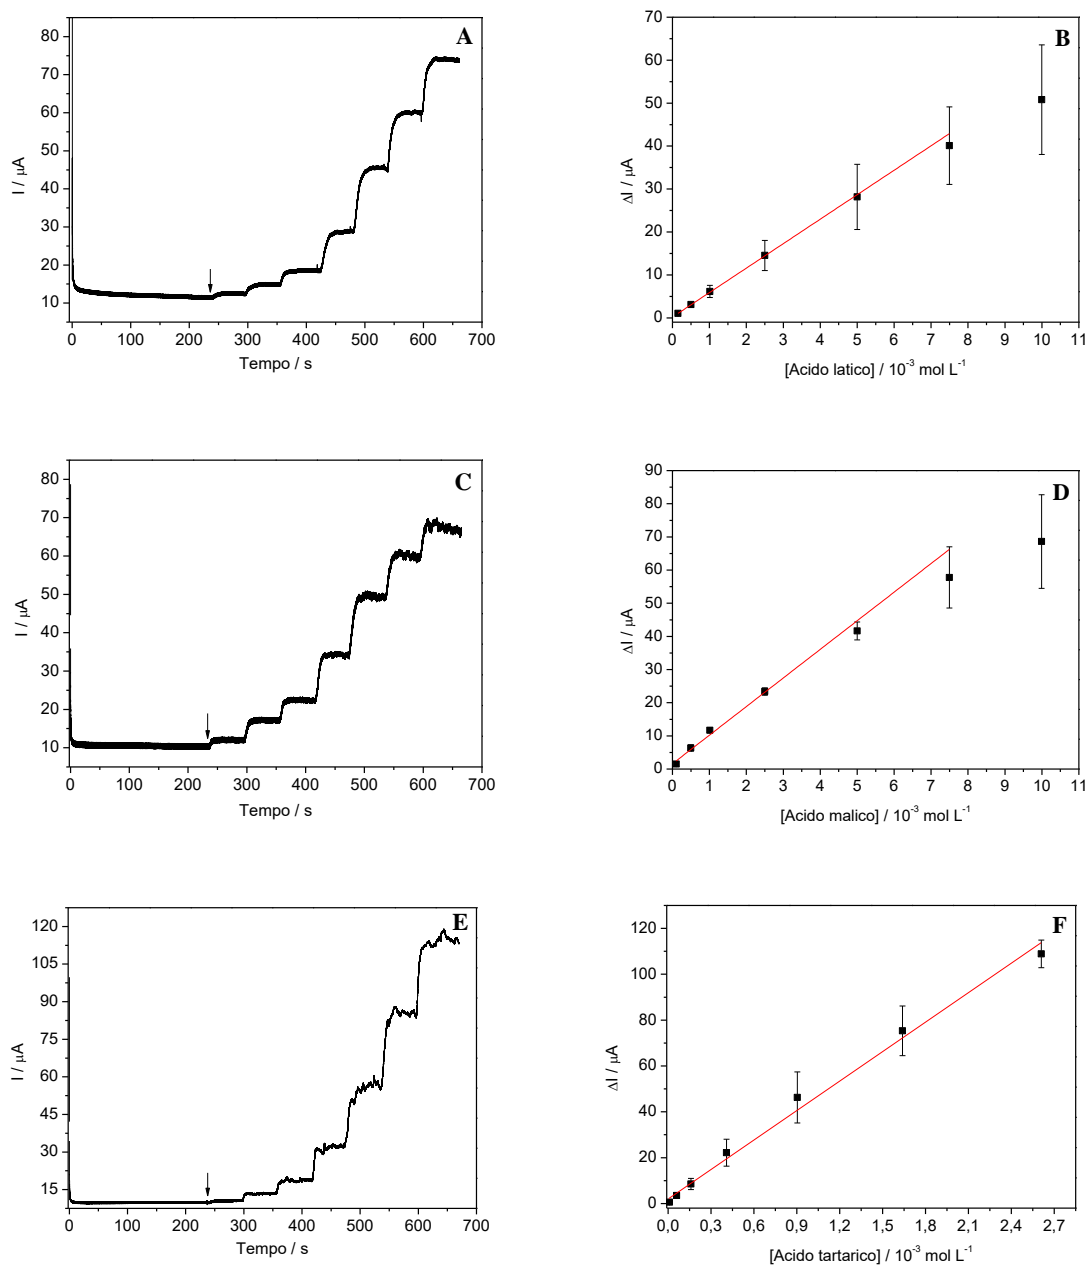 A
I / μA
80
70
60
50
40
30
20
10
0 100 200 300 400 500 600 700
Tempo / s
B
ΔI / μA
70
60
50
40
30
20
10
0
0 1 2 3 4 5 6 7 8 9 10 11
[Acido latico] / 10⁻³ mol L⁻¹
C
I / μA
80
70
60
50
40
30
20
10
0 100 200 300 400 500 600 700
Tempo / s
D
ΔI / μA
90
80
70
60
50
40
30
20
10
0
0 1 2 3 4 5 6 7 8 9 10 11
[Acido malico] / 10⁻³ mol L⁻¹
E
I / μA
120
105
90
75
60
45
30
15
0 100 200 300 400 500 600 700
Tempo / s
F
ΔI / μA
120
100
80
60
40
20
0
0,0 0,3 0,6 0,9 1,2 1,5 1,8 2,1 2,4 2,7
[Acido tartarico] / 10⁻³ mol L⁻¹